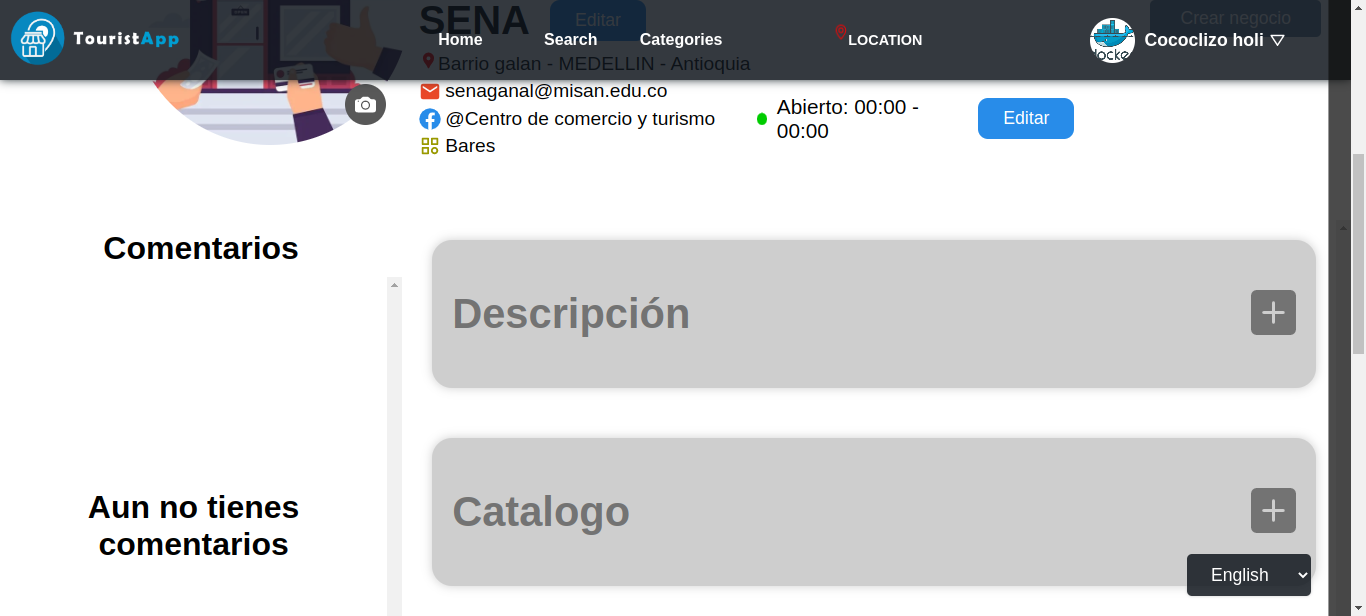 SENA
Editar
Crear negocio
TouristApp
Home
Search
Categories
LOCATION
locke
Cococlizo holi
Barrio galan - MEDELLIN - Antioquia
senaganal@misan.edu.co
@Centro de comercio y turismo
Bares
Abierto: 00:00 -
00:00
Editar
Comentarios
Aun no tienes
comentarios
Descripción
Catalogo
English